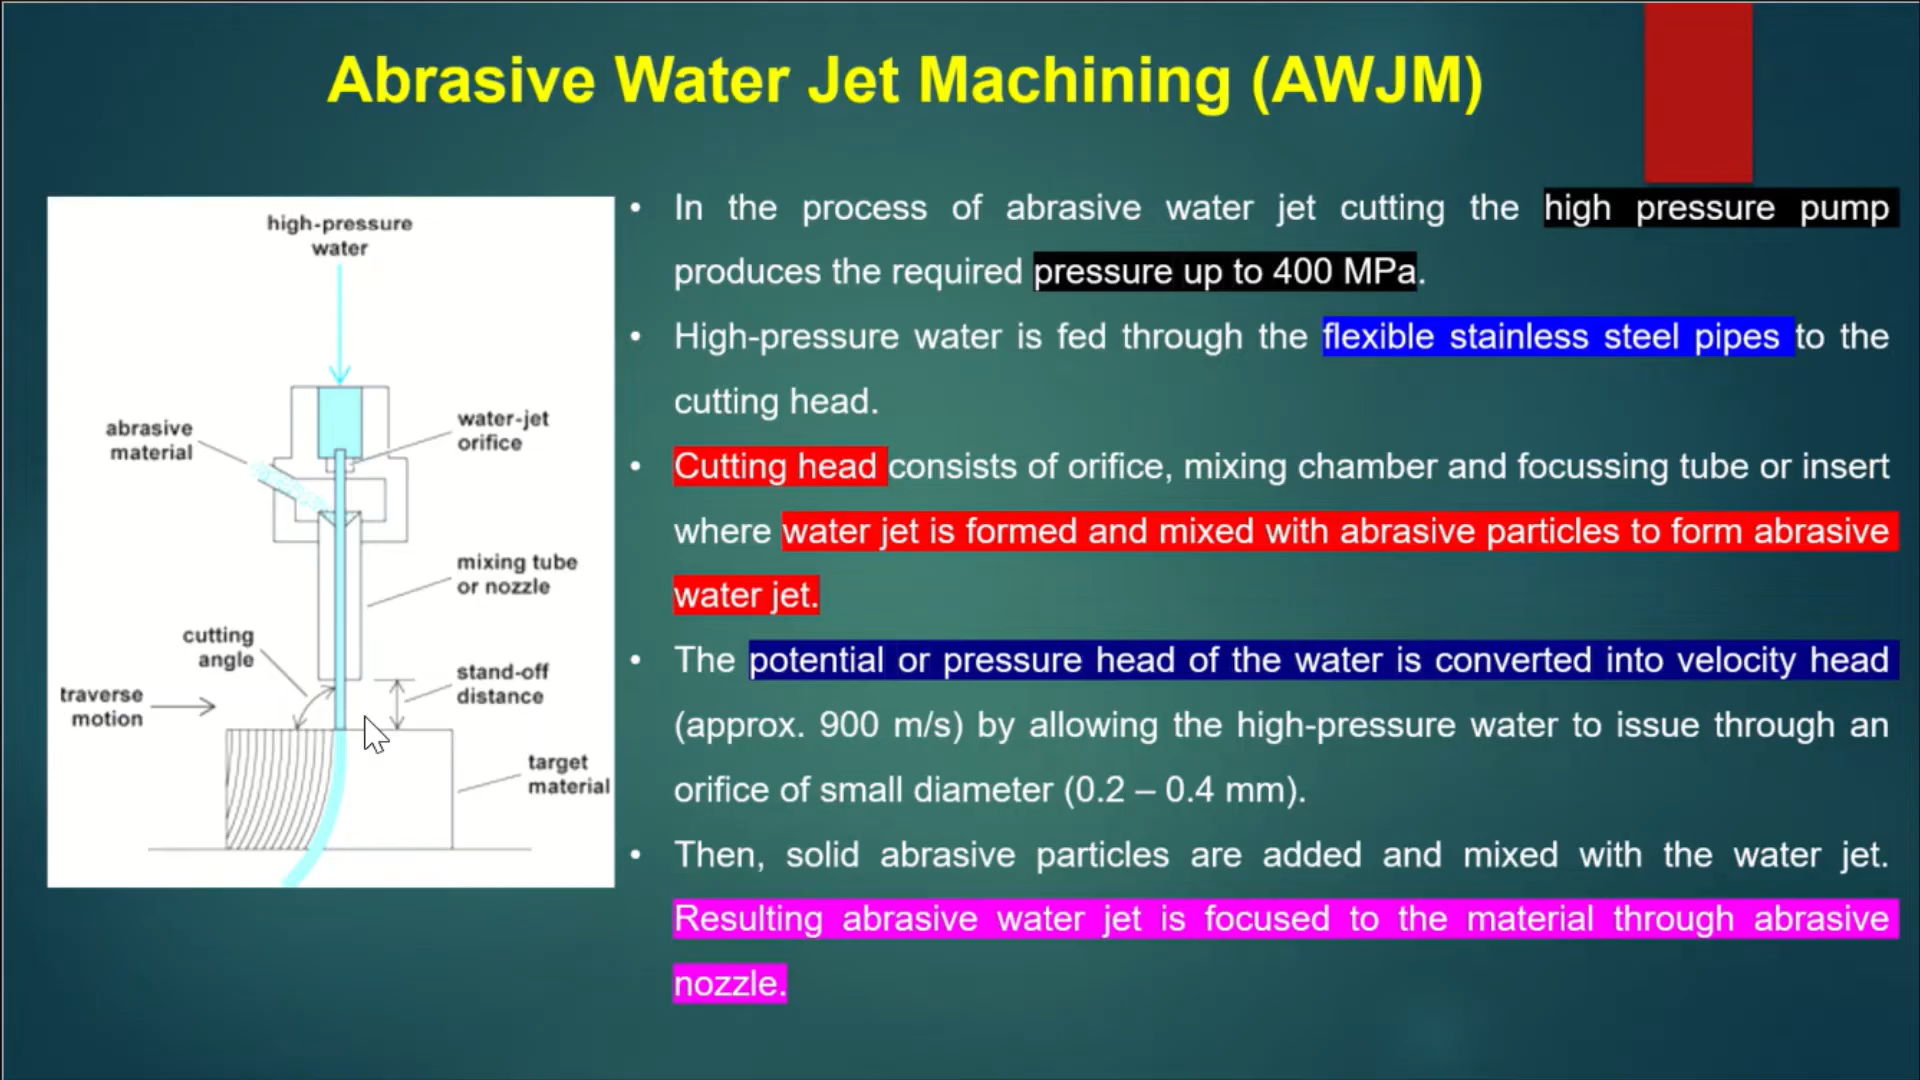 Abrasive Water Jet Machining (AWJM)
high-pressure
water
abrasive
material
water-jet
orifice
mixing tube
or nozzle
cutting
angle
stand-off
distance
traverse
motion
target
material
• In the process of abrasive water jet cutting the high pressure pump
produces the required pressure up to 400 MPa.
• High-pressure water is fed through the flexible stainless steel pipes to the
cutting head.
• Cutting head consists of orifice, mixing chamber and focussing tube or insert
where water jet is formed and mixed with abrasive particles to form abrasive
water jet.
• The potential or pressure head of the water is converted into velocity head
(approx. 900 m/s) by allowing the high-pressure water to issue through an
orifice of small diameter (0.2 – 0.4 mm).
• Then, solid abrasive particles are added and mixed with the water jet.
Resulting abrasive water jet is focused to the material through abrasive
nozzle.